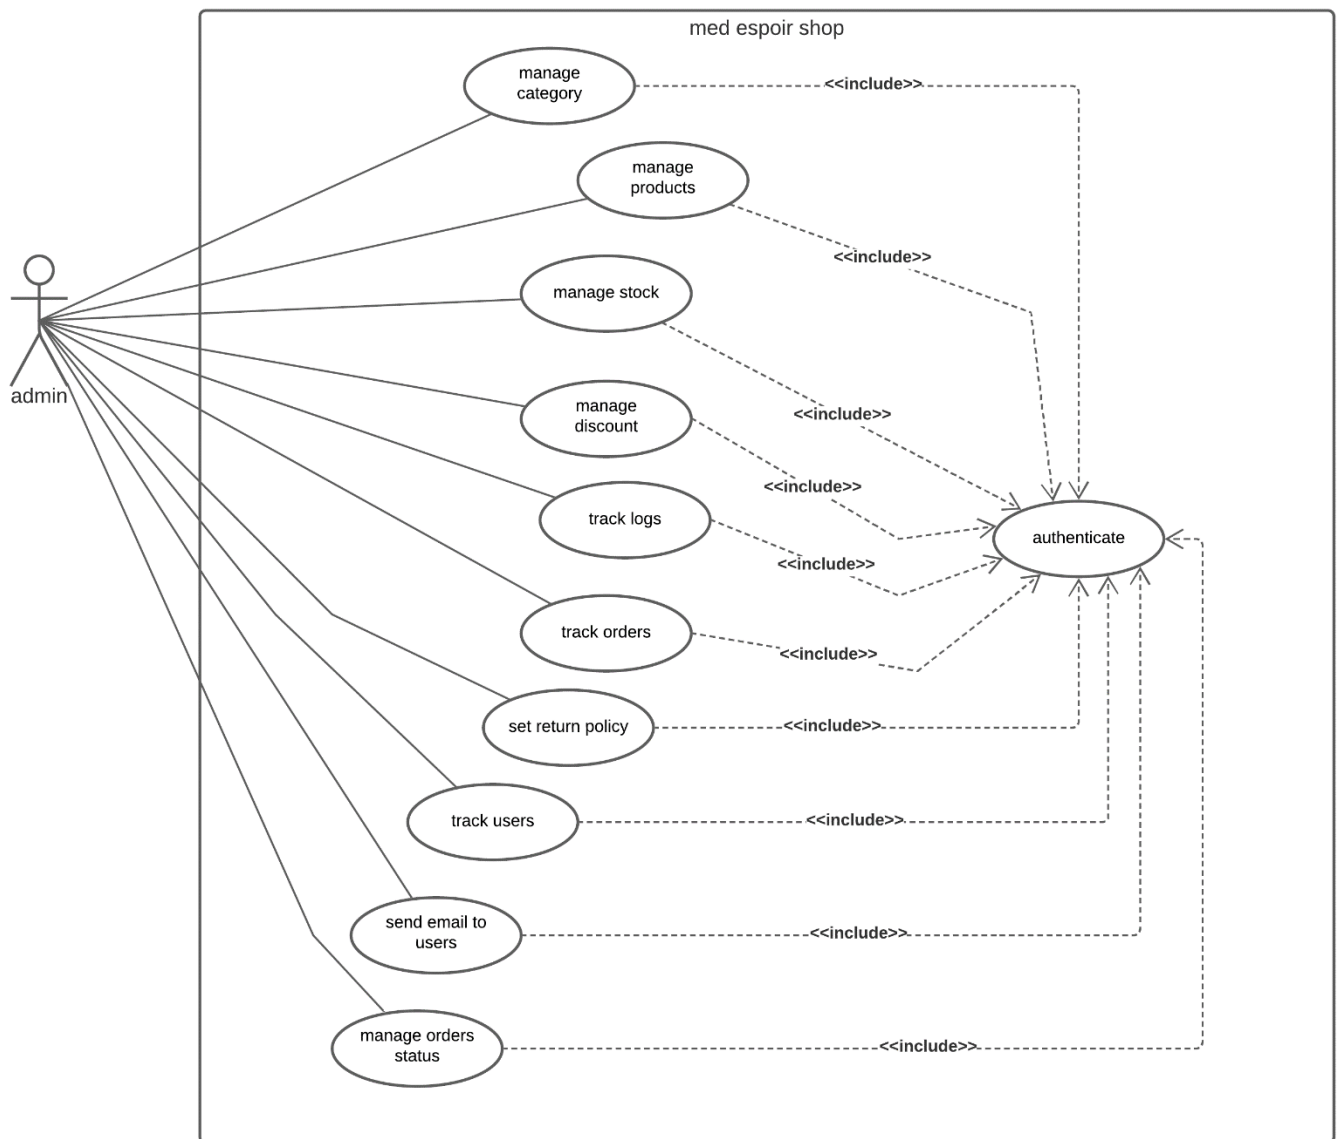 med espoir shop
manage
category
<<include>>
manage
products
<<include>>
manage stock
<<include>>
admin
manage
discount
<<include>>
track logs
<<include>>
authenticate
track orders
<<include>>
set return policy
<<include>>
track users
<<include>>
send email to
users
<<include>>
manage orders
status
<<include>>